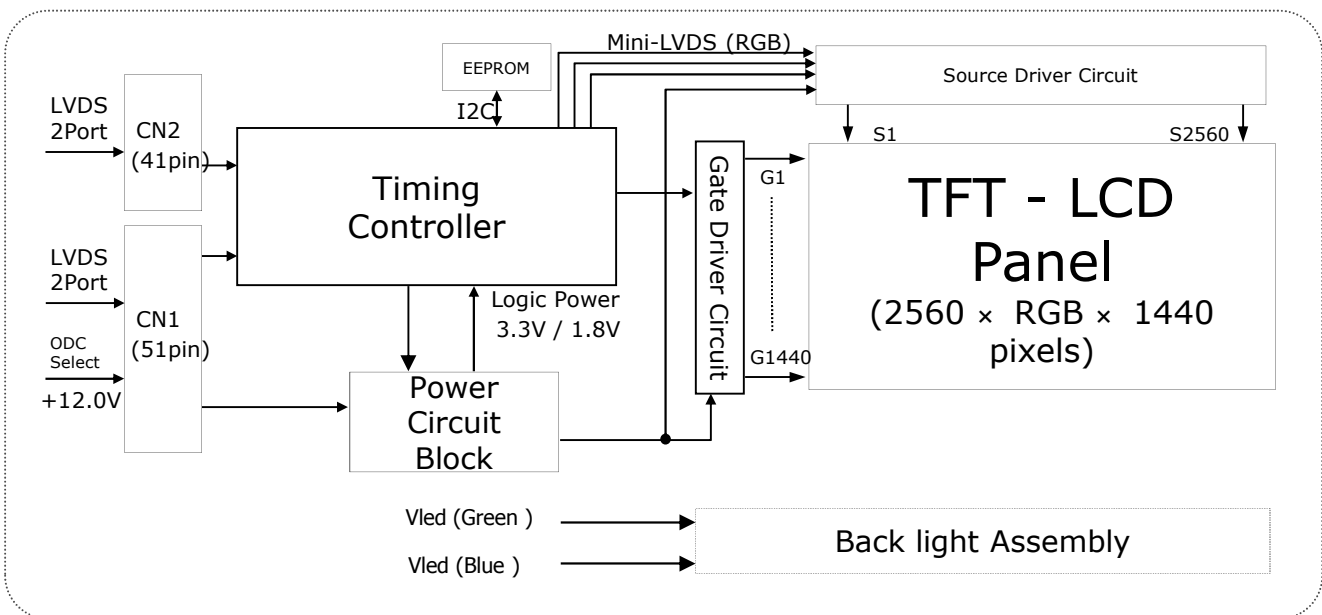 Mini-LVDS (RGB)
EEPROM
Source Driver Circuit
I2C
LVDS
2Port
CN2
(41pin)
S1
S2560
Timing
Controller
Gate Driver Circuit
G1
TFT - LCD
Panel
(2560 × RGB × 1440
pixels)
LVDS
2Port
CN1
(51pin)
Logic Power
3.3V / 1.8V
ODC
Select
+12.0V
G1440
Power
Circuit
Block
Vled (Green )
Vled (Blue )
Back light Assembly